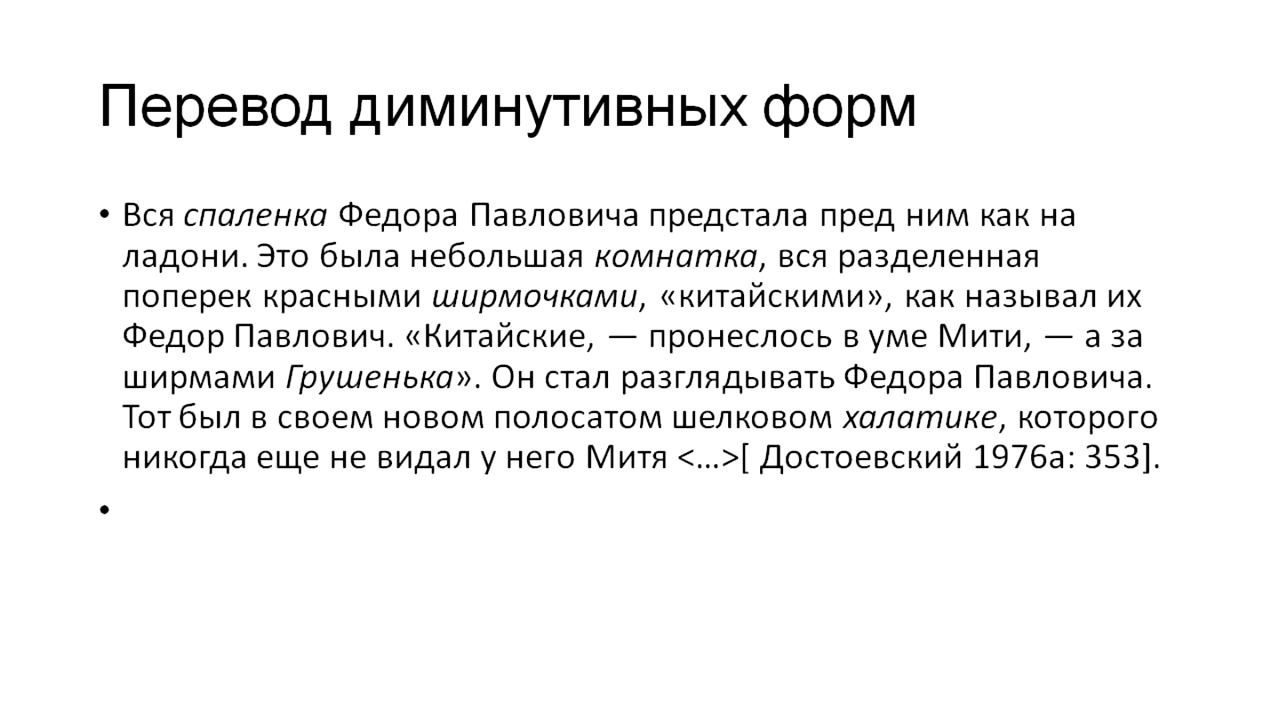 Перевод диминутивных форм
• Вся спаленка Федора Павловича предстала пред ним как на
ладони. Это была небольшая комнатка, вся разделенная
поперек красными ширмочками, «китайскими», как называл их
Федор Павлович. «Китайские, — пронеслось в уме Мити, — а за
ширмами Грушенька». Он стал разглядывать Федора Павловича.
Тот был в своем новом полосатом шелковом халатике, которого
никогда еще не видал у него Митя <…>[ Достоевский 1976а: 353].
•